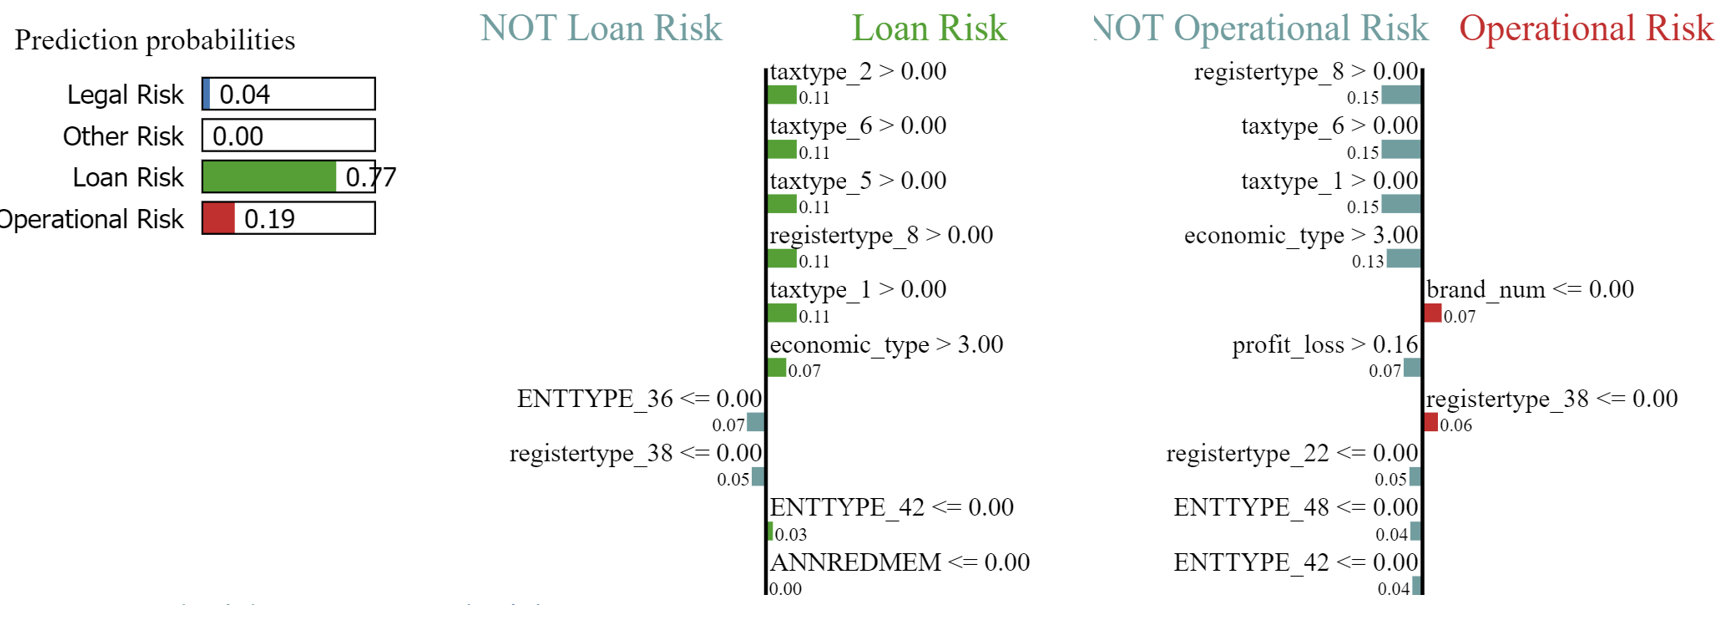 Prediction probabilities
Legal Risk 0.04
Other Risk 0.00
Loan Risk 0.77
Operational Risk 0.19
NOT Loan Risk Loan Risk
taxtype_2 > 0.00
0.11
taxtype_6 > 0.00
0.11
taxtype_5 > 0.00
0.11
registertype_8 > 0.00
0.11
taxtype_1 > 0.00
0.11
economic_type > 3.00
0.07
ENTTYPE_36 <= 0.00
0.07
registertype_38 <= 0.00
0.05
ENTTYPE_42 <= 0.00
0.03
ANNREDMEM <= 0.00
0.00
NOT Operational Risk Operational Risk
registertype_8 > 0.00
0.15
taxtype_6 > 0.00
0.15
taxtype_1 > 0.00
0.15
economic_type > 3.00
0.13
brand_num <= 0.00
0.07
profit_loss > 0.16
0.07
registertype_38 <= 0.00
0.06
registertype_22 <= 0.00
0.05
ENTTYPE_48 <= 0.00
0.04
ENTTYPE_42 <= 0.00
0.04